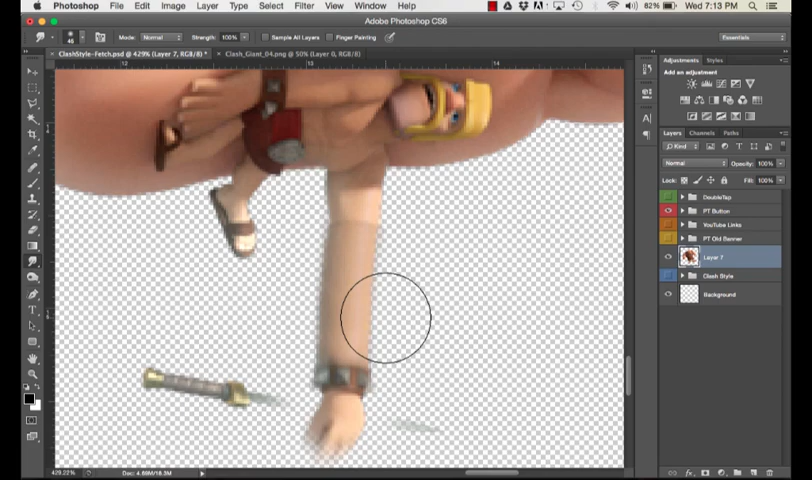 Photoshop File Edit Image Layer Type Select Filter View Window Help 82% Wed 7:13 PM
Adobe Photoshop CS6
Mode: Normal Strength: 100% Sample All Layers Finger Painting Essentials
ClashStyle-Fetch.psd @ 429% (Layer 7, RGB/8) * Clash_Giant_04.png @ 50% (Layer 0, RGB/8)
12 13 14
Adjustments Styles
Add an adjustment
Layers Channels Paths
Kind
Normal Opacity: 100%
Lock: Fill: 100%
DoubleTap
PT Button
YouTube Links
PT Old Banner
Layer 7
Clash Style
Background
Doc: 4.69M/18.3M